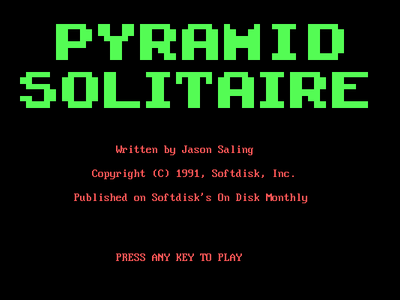 PYRAMID
SOLITAIRE
Written by Jason Saling
Copyright (C) 1991, Softdisk, Inc.
Published on Softdisk's On Disk Monthly
PRESS ANY KEY TO PLAY